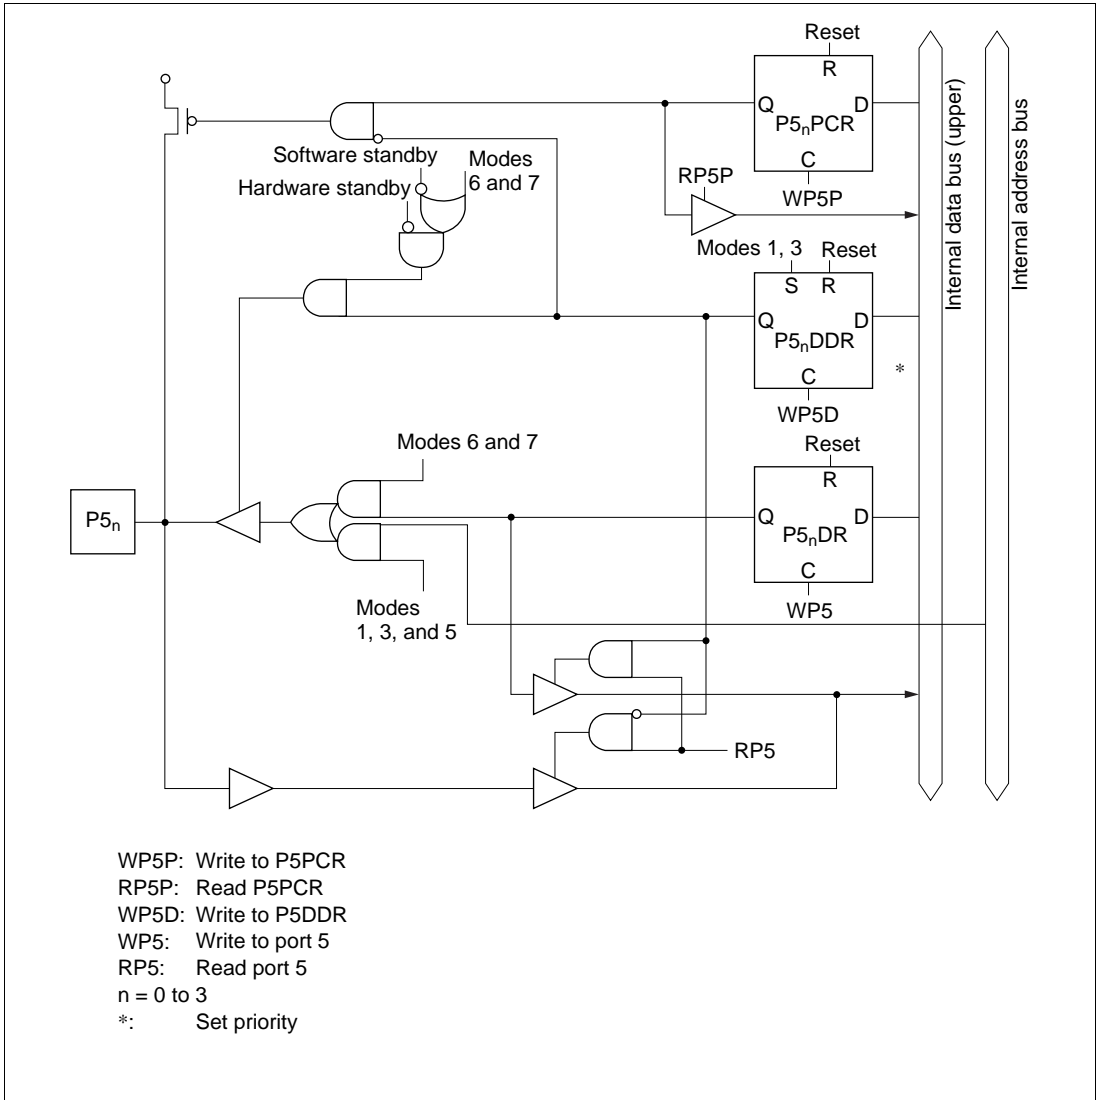 Reset
R
Q
D
P5nPCR
C
WP5P
RP5P
Software standby
Hardware standby
Modes
6 and 7
Internal data bus (upper)
Internal address bus
Modes 1, 3
Reset
S
R
Q
D
P5nDDR
C
WP5D
*
Modes 6 and 7
Reset
R
Q
D
P5nDR
C
WP5
P5n
Modes
1, 3, and 5
RP5
WP5P: Write to P5PCR
RP5P: Read P5PCR
WP5D: Write to P5DDR
WP5: Write to port 5
RP5: Read port 5
n = 0 to 3
*: Set priority